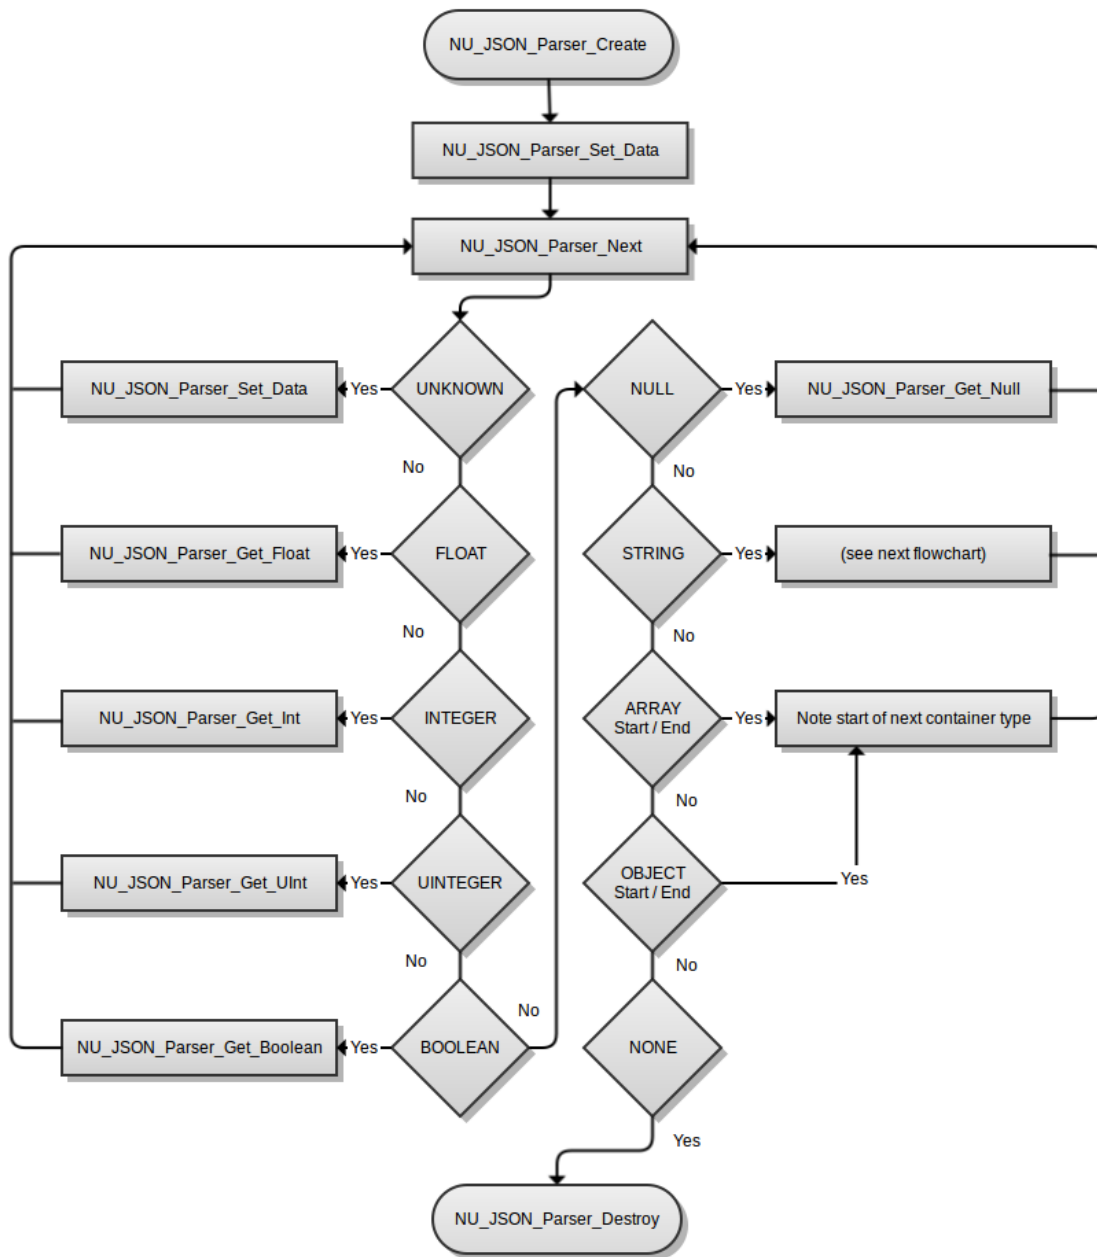 NU_JSON_Parser_Create
NU_JSON_Parser_Set_Data
NU_JSON_Parser_Next
NU_JSON_Parser_Set_Data
Yes
UNKNOWN
No
NU_JSON_Parser_Get_Float
Yes
FLOAT
No
NU_JSON_Parser_Get_Int
Yes
INTEGER
No
NU_JSON_Parser_Get_UInt
Yes
UINTEGER
No
NU_JSON_Parser_Get_Boolean
Yes
BOOLEAN
No
NULL
Yes
NU_JSON_Parser_Get_Null
No
STRING
Yes
(see next flowchart)
No
ARRAY
Start / End
Yes
Note start of next container type
No
OBJECT
Start / End
Yes
No
NONE
Yes
NU_JSON_Parser_Destroy